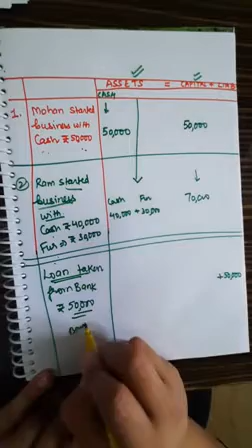 ASSETS = CAPITAL +
CASH
1. Mohan started
business with
Cash ₹ 50,000
50,000
50,000
2 Ram started
business
with
Cash ⇒ 40,000
Fur ⇒ 30,000
Cash Fur
40,000 + 30,000
70,000
Loan taken
from Bank
₹ 50,000
+50,000